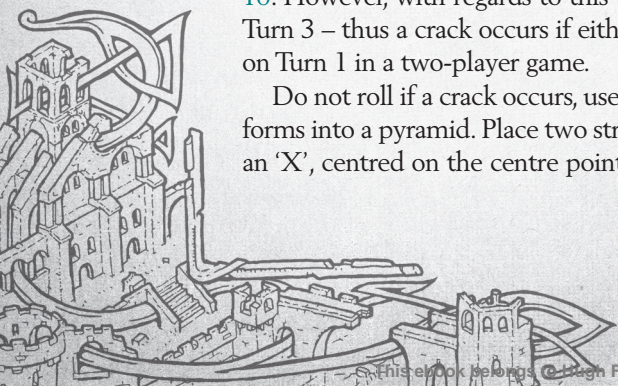 10. However, with regards to this
Turn 3 – thus a crack occurs if eith
on Turn 1 in a two-player game.
Do not roll if a crack occurs, use
forms into a pyramid. Place two str
an ‘X’, centred on the centre point
This ebook belongs to Hugh F